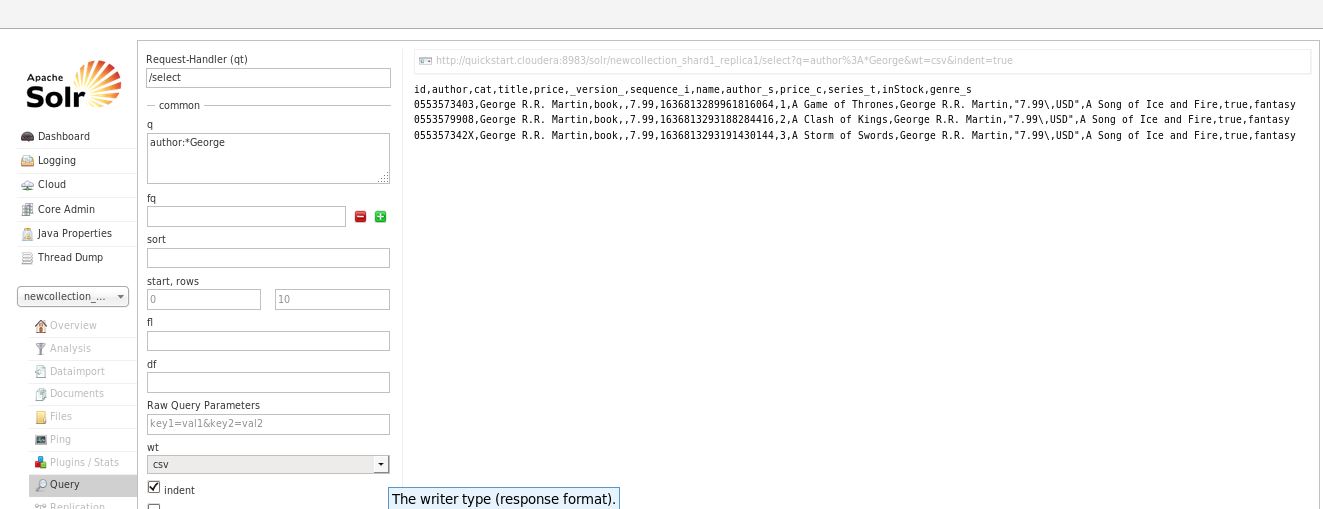 Apache
Solr
Dashboard
Logging
Cloud
Core Admin
Java Properties
Thread Dump
newcollection_...
Overview
Analysis
Dataimport
Documents
Files
Ping
Plugins / Stats
Query
Replication
Request-Handler (qt)
/select
common
q
author:*George
fq
sort
start, rows
0 10
fl
df
Raw Query Parameters
key1=val1&key2=val2
wt
csv
indent
The writer type (response format).
http://quickstart.cloudera:8983/solr/newcollection_shard1_replica1/select?q=author%3A*George&wt=csv&indent=true
id,author,cat,title,price,_version_,sequence_i,name,author_s,price_c,series_t,inStock,genre_s
0553573403,George R.R. Martin,book,,7.99,1636813289961816064,1,A Game of Thrones,George R.R. Martin,"7.99\,USD",A Song of Ice and Fire,true,fantasy
0553579908,George R.R. Martin,book,,7.99,1636813293188284416,2,A Clash of Kings,George R.R. Martin,"7.99\,USD",A Song of Ice and Fire,true,fantasy
055357342X,George R.R. Martin,book,,7.99,1636813293191430144,3,A Storm of Swords,George R.R. Martin,"7.99\,USD",A Song of Ice and Fire,true,fantasy